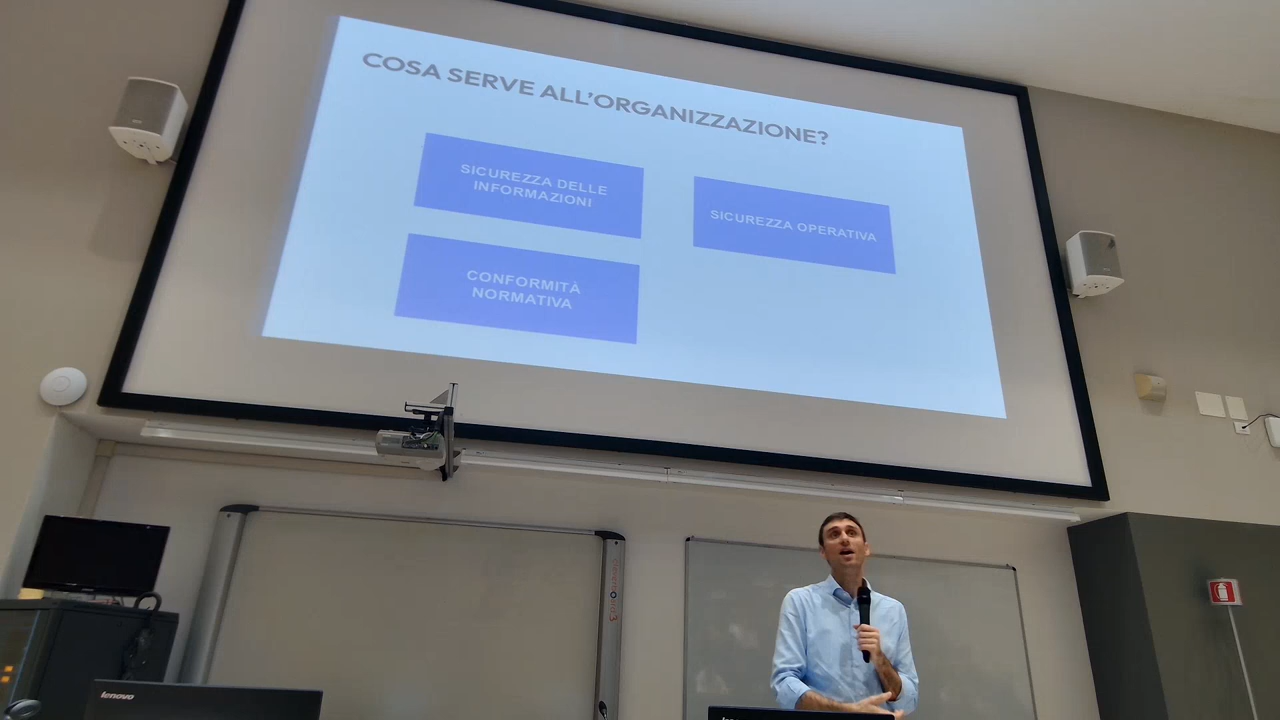 COSA SERVE ALL'ORGANIZZAZIONE?
SICUREZZA DELLE
INFORMAZIONI
SICUREZZA OPERATIVA
CONFORMITÀ
NORMATIVA
lenovo